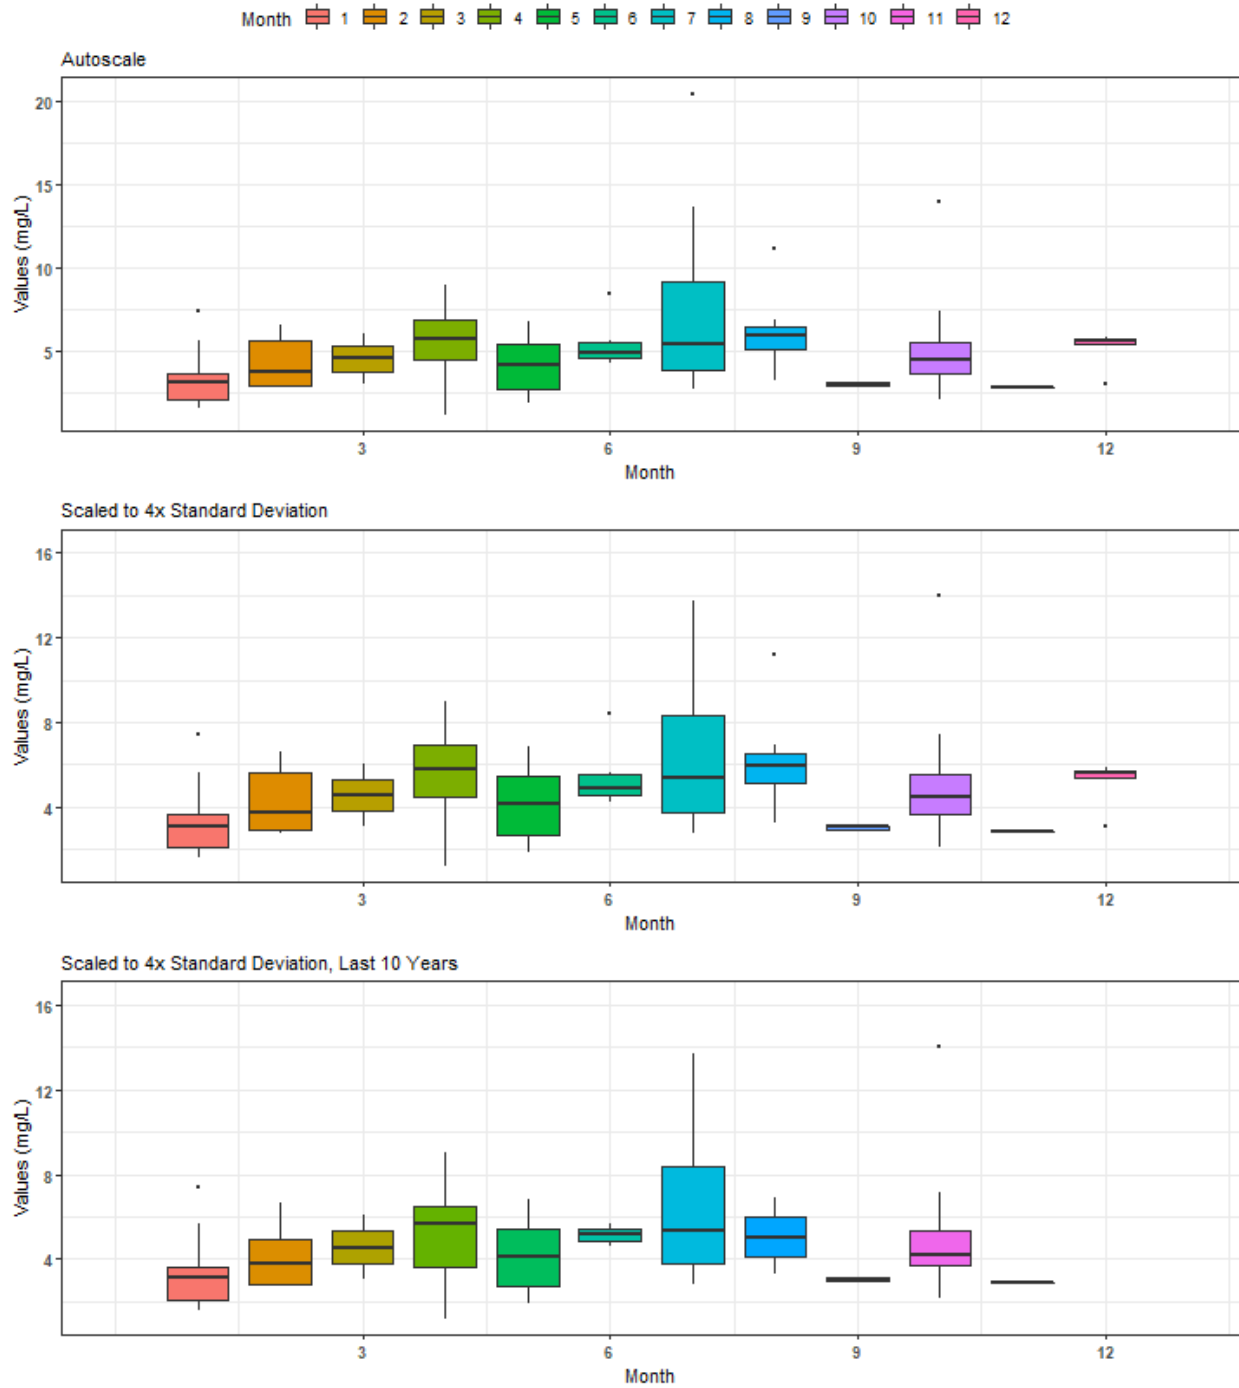 Month 1 2 3 4 5 6 7 8 9 10 11 12
Autoscale
Values (mg/L)
20
15
10
5
3 6 9 12
Month
Scaled to 4x Standard Deviation
Values (mg/L)
16
12
8
4
3 6 9 12
Month
Scaled to 4x Standard Deviation, Last 10 Years
Values (mg/L)
16
12
8
4
3 6 9 12
Month